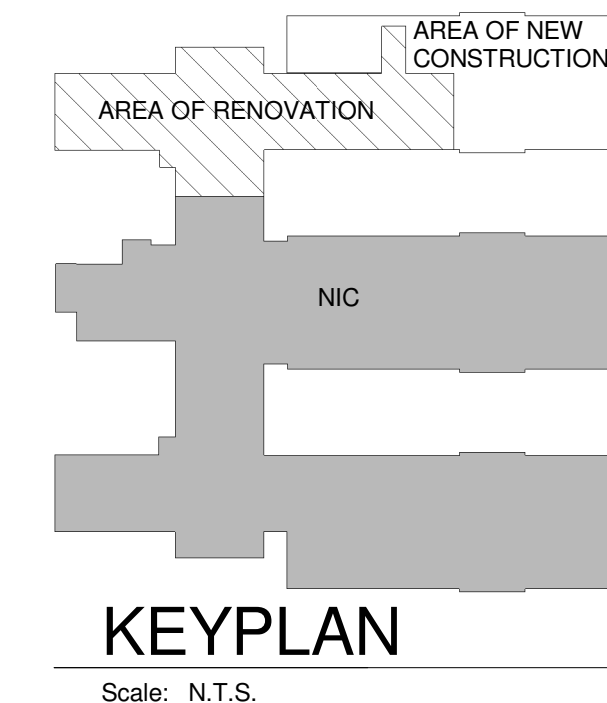 AREA OF NEW
CONSTRUCTION
AREA OF RENOVATION
NIC
KEYPLAN
Scale: N.T.S.